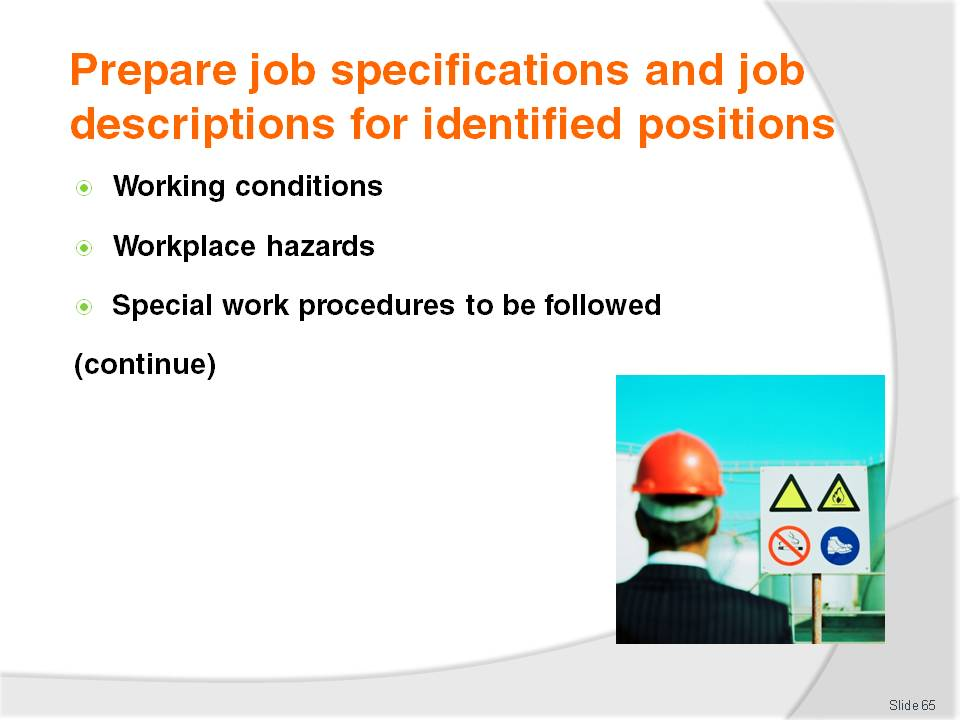 Prepare job specifications and job
descriptions for identified positions
Working conditions
Workplace hazards
Special work procedures to be followed
(continue)
Slide 65